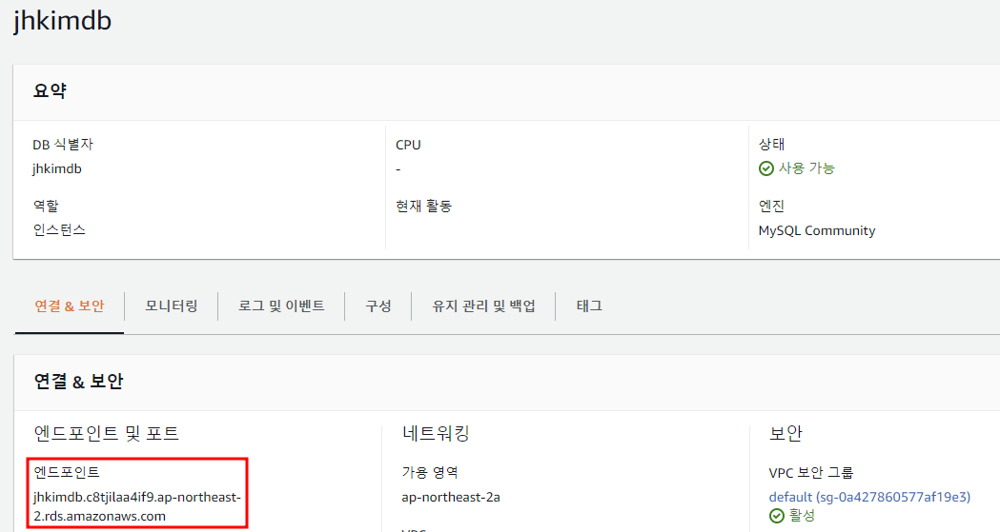 jhkimdb
요약
DB 식별자
jhkimdb
역할
인스턴스
CPU
-
현재 활동
상태
사용 가능
엔진
MySQL Community
연결 & 보안
모니터링
로그 및 이벤트
구성
유지 관리 및 백업
태그
연결 & 보안
엔드포인트 및 포트
엔드포인트
jhkimdb.c8tjilaa4if9.ap-northeast-
2.rds.amazonaws.com
네트워킹
가용 영역
ap-northeast-2a
보안
VPC 보안 그룹
default (sg-0a427860577af19e3)
활성